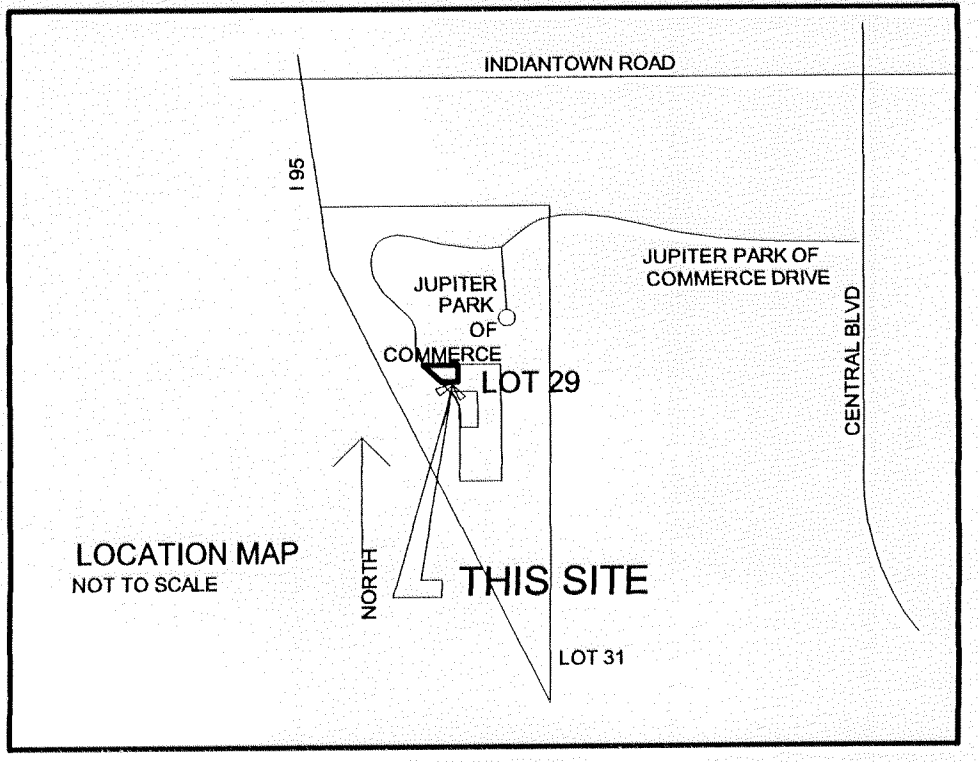 INDIANTOWN ROAD
I 95
JUPITER PARK OF
COMMERCE DRIVE
JUPITER
PARK
OF
COMMERCE
LOT 29
CENTRAL BLVD
LOCATION MAP
NOT TO SCALE
NORTH
THIS SITE
LOT 31